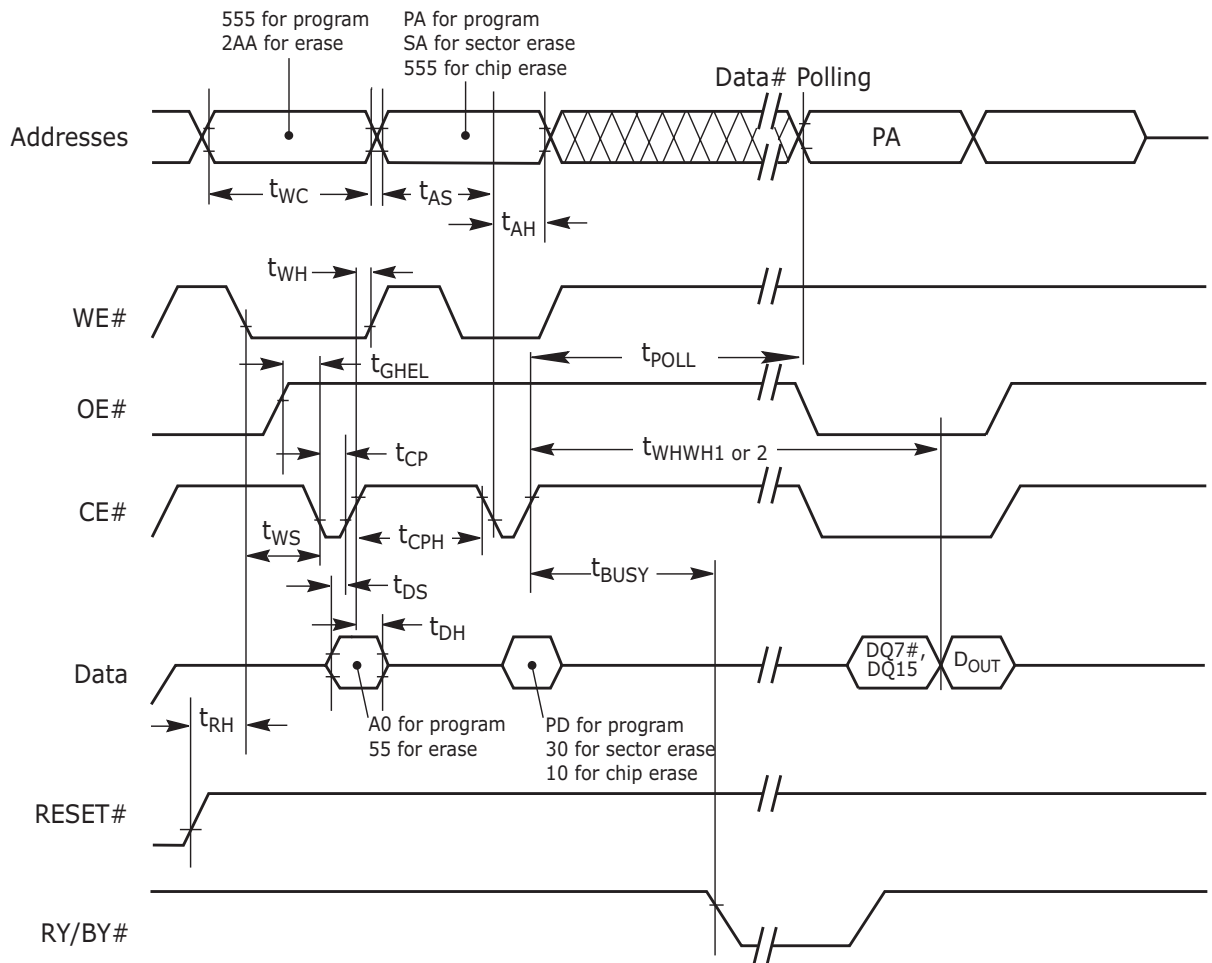 555 for program
2AA for erase
PA for program
SA for sector erase
555 for chip erase
Data# Polling
Addresses
PA
tWC
tAS
tAH
tWH
WE#
tGHEL
tPOLL
OE#
tCP
tWHWH1 or 2
CE#
tWS
tCPH
tDS
tBUSY
tDH
Data
DQ7#,
DQ15
DOUT
tRH
A0 for program
55 for erase
PD for program
30 for sector erase
10 for chip erase
RESET#
RY/BY#